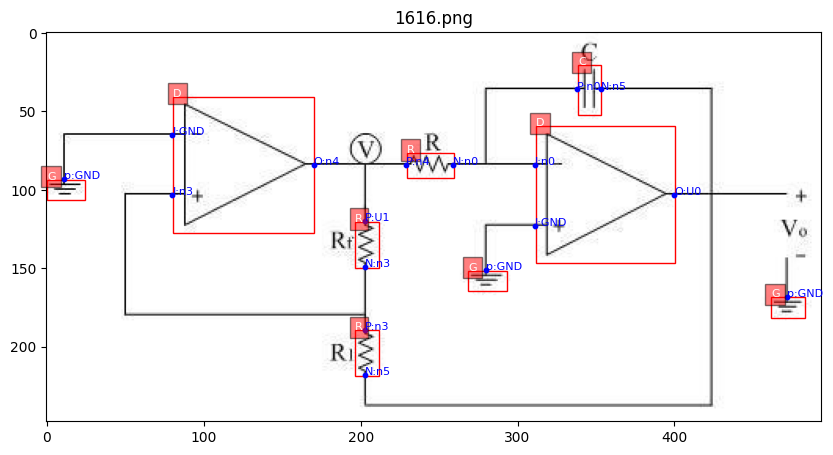 1616.png
C
C
P:n0 N:n5
D
I:GND
O:n4
V
R
R
P:n4 N:n0
D
I:n0
O:U0
G
p:GND
I:n3
+
+
R
P:U1
Rf
N:n3
I:GND
+
Vo
−
G
p:GND
G
p:GND
R
P:n3
R1
N:n5
0
50
100
150
200
0
100
200
300
400